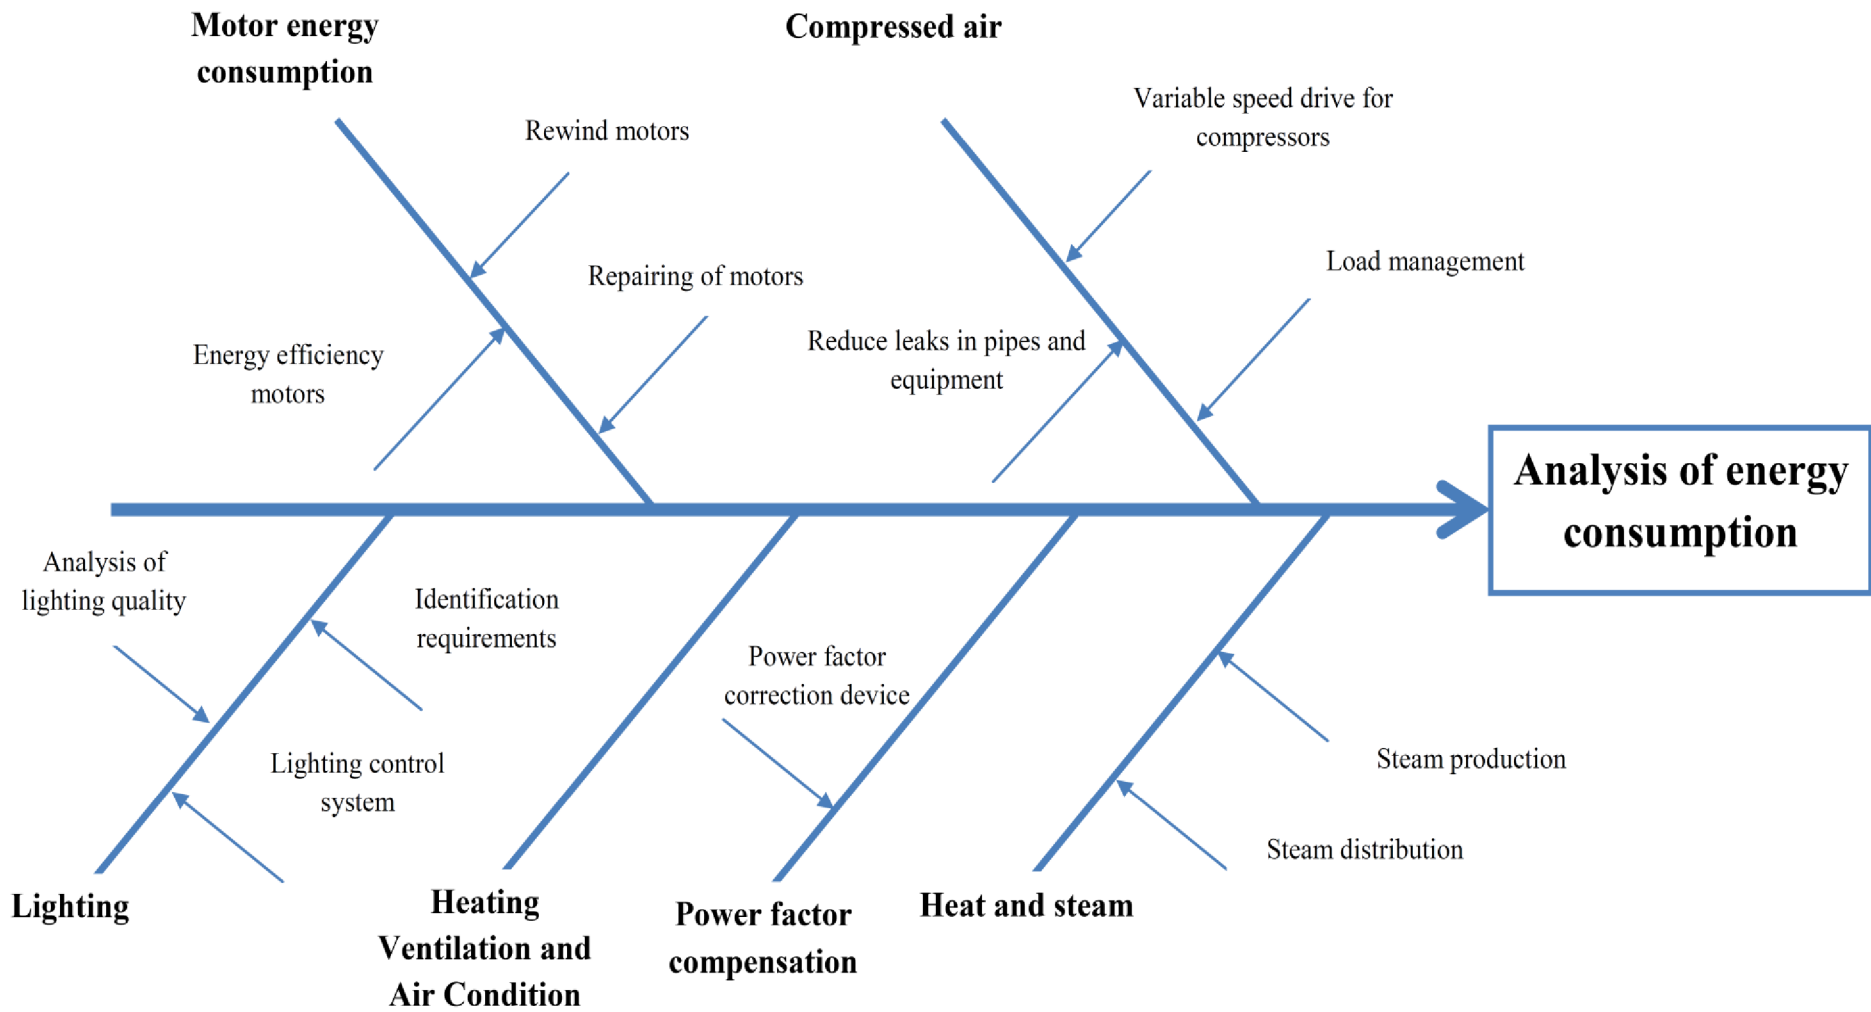 Motor energy
consumption
Compressed air
Variable speed drive for
compressors
Rewind motors
Load management
Repairing of motors
Reduce leaks in pipes and
equipment
Energy efficiency
motors
Analysis of energy
consumption
Analysis of
lighting quality
Identification
requirements
Power factor
correction device
Lighting control
system
Steam production
Steam distribution
Lighting
Heating
Ventilation and
Air Condition
Power factor
compensation
Heat and steam